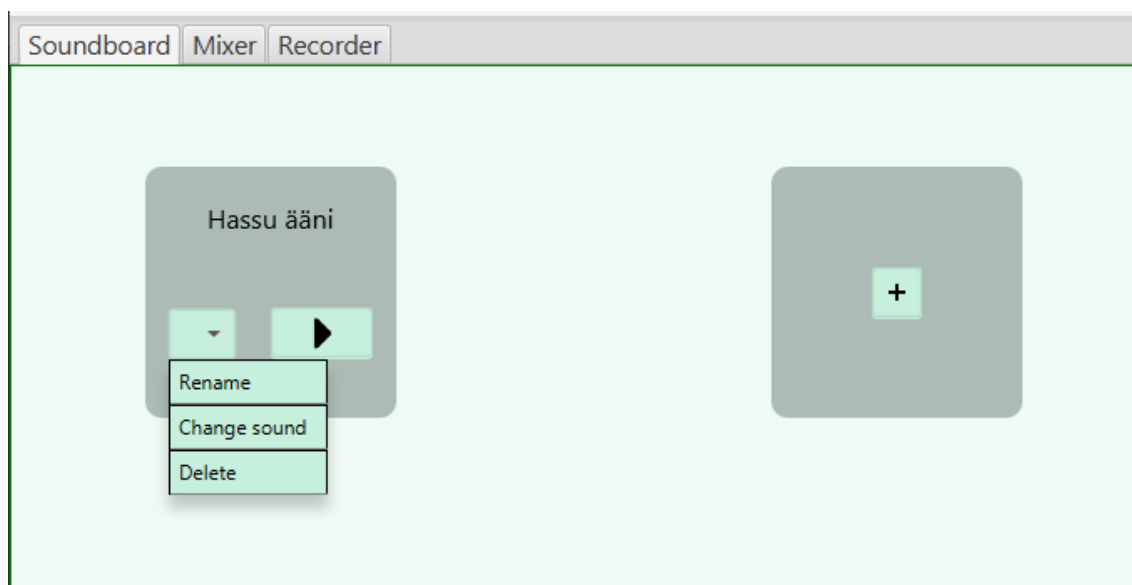 Soundboard Mixer Recorder
Hassu ääni
+
Rename
Change sound
Delete